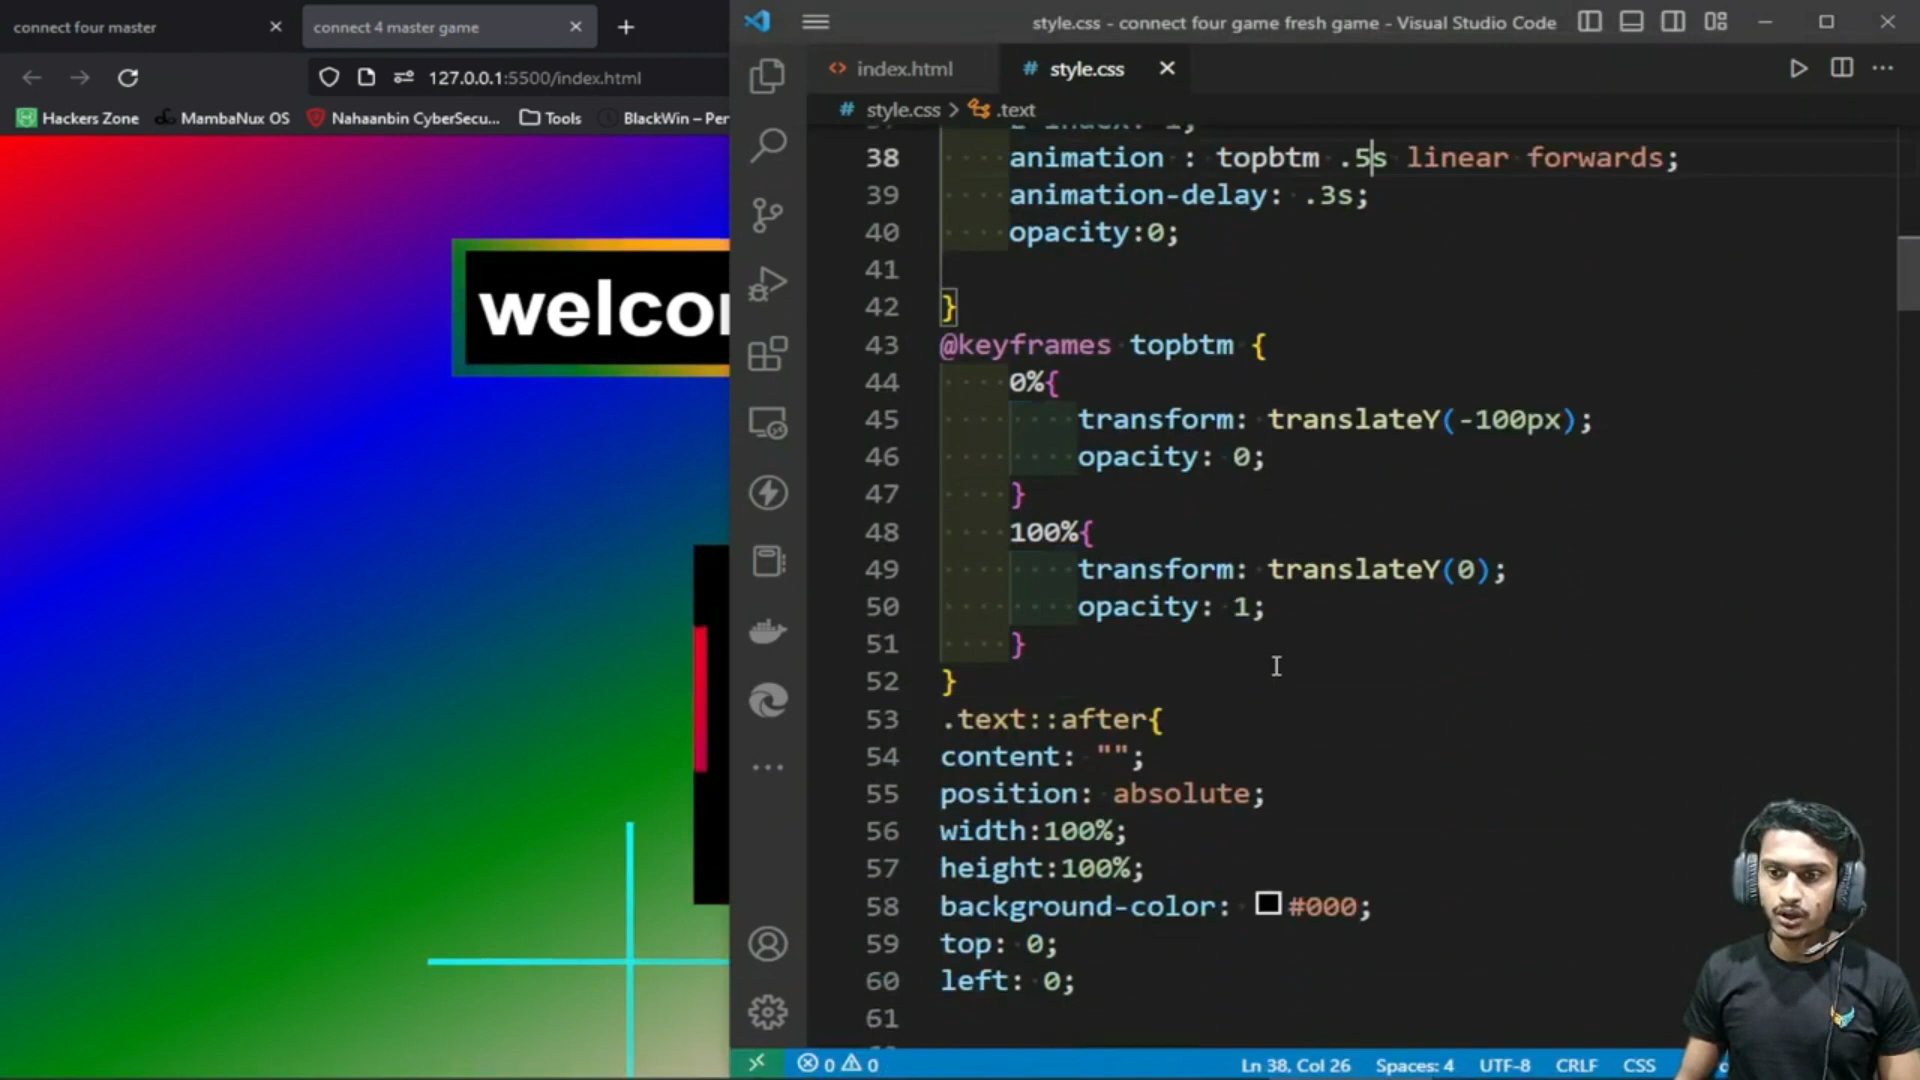 connect four master
connect 4 master game
127.0.0.1:5500/index.html
Hackers Zone
MambaNux OS
Nahaanbin CyberSecu...
Tools
BlackWin – Per
welcor
style.css - connect four game fresh game - Visual Studio Code
index.html
# style.css
# style.css > .text
38 animation : topbtm .5s linear forwards;
39 animation-delay: .3s;
40 opacity:0;
41
42 }
43 @keyframes topbtm {
44 0%{
45 transform: translateY(-100px);
46 opacity: 0;
47 }
48 100%{
49 transform: translateY(0);
50 opacity: 1;
51 }
52 }
53 .text::after{
54 content: "";
55 position: absolute;
56 width:100%;
57 height:100%;
58 background-color: #000;
59 top: 0;
60 left: 0;
61
0 0
Ln 38, Col 26
Spaces: 4
UTF-8
CRLF
CSS